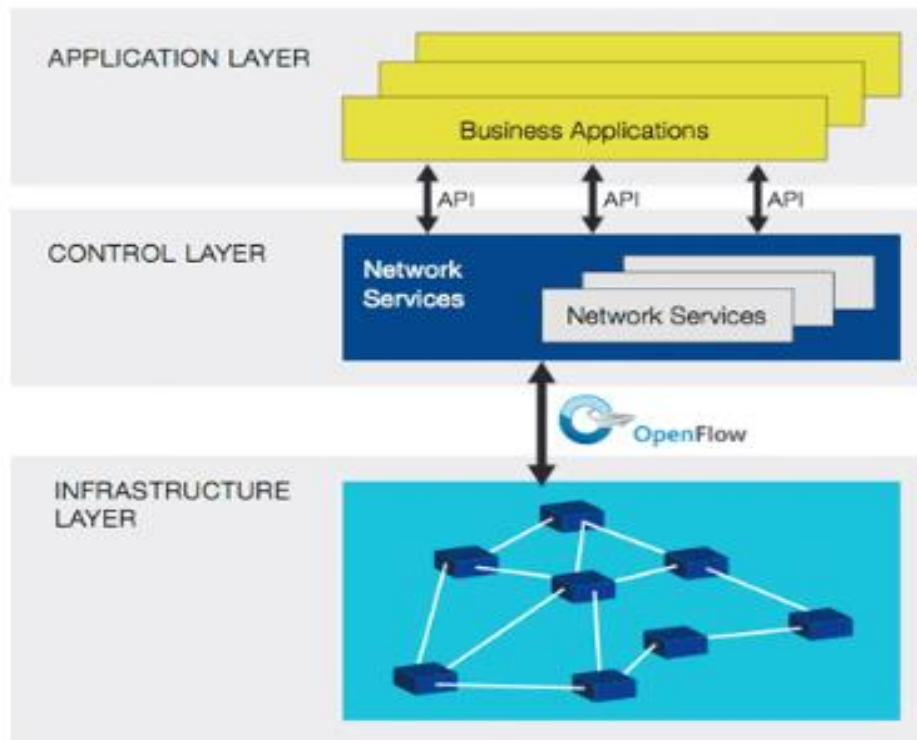 APPLICATION LAYER
Business Applications
API
API
API
CONTROL LAYER
Network
Services
Network Services
OpenFlow
INFRASTRUCTURE
LAYER